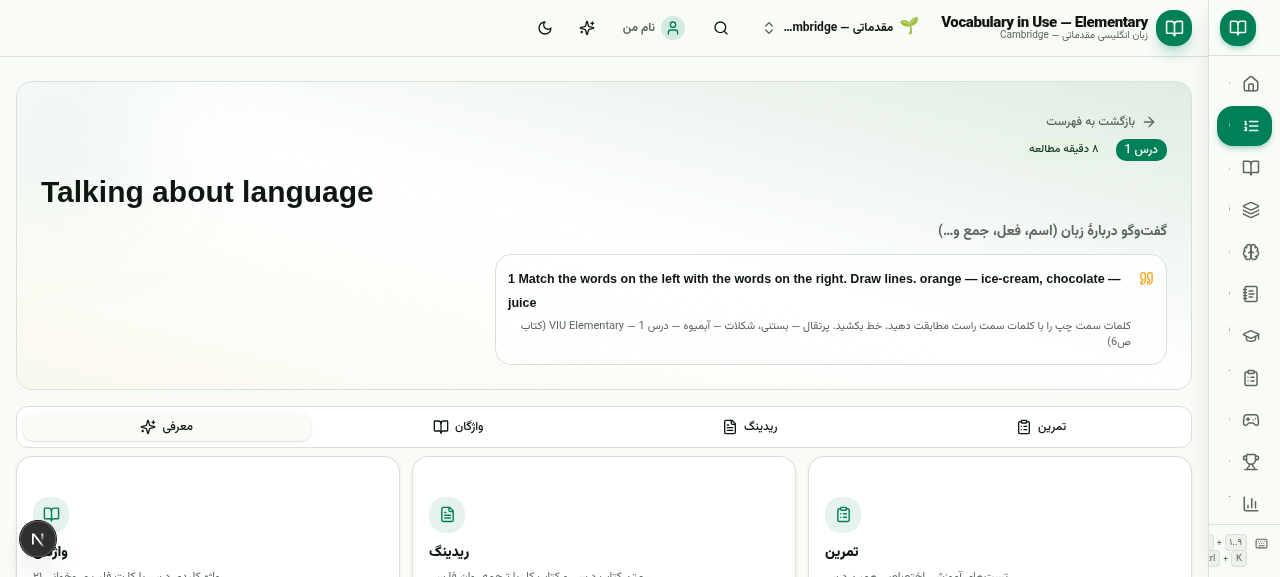 Vocabulary in Use — Elementary
زبان انگلیسی مقدماتی — Cambridge
🌱 مقدماتی — mbridge...
نام من
بازگشت به فهرست
درس 1
۸ دقیقه مطالعه
Talking about language
گفت‌وگو دربارهٔ زبان (اسم، فعل، جمع و…)
1 Match the words on the left with the words on the right. Draw lines. orange — ice-cream, chocolate —
juice
کلمات سمت چپ را با کلمات سمت راست مطابقت دهید. خط بکشید. پرتقال — بستنی، شکلات — آبمیوه — درس 1 — VIU Elementary (کتاب
ص6)
تمرین
ریدینگ
واژگان
معرفی
تمرین
ریدینگ
۱..۹ +
K +